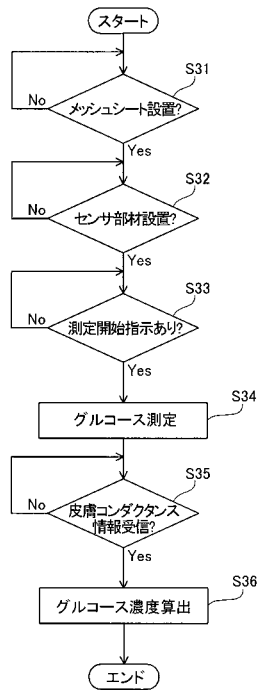 スタート
S31
メッシュシート設置?
No
Yes
S32
センサ部材設置?
No
Yes
S33
測定開始指示あり?
No
Yes
S34
グルコース測定
S35
皮膚コンダクタンス
情報受信?
No
Yes
S36
グルコース濃度算出
エンド